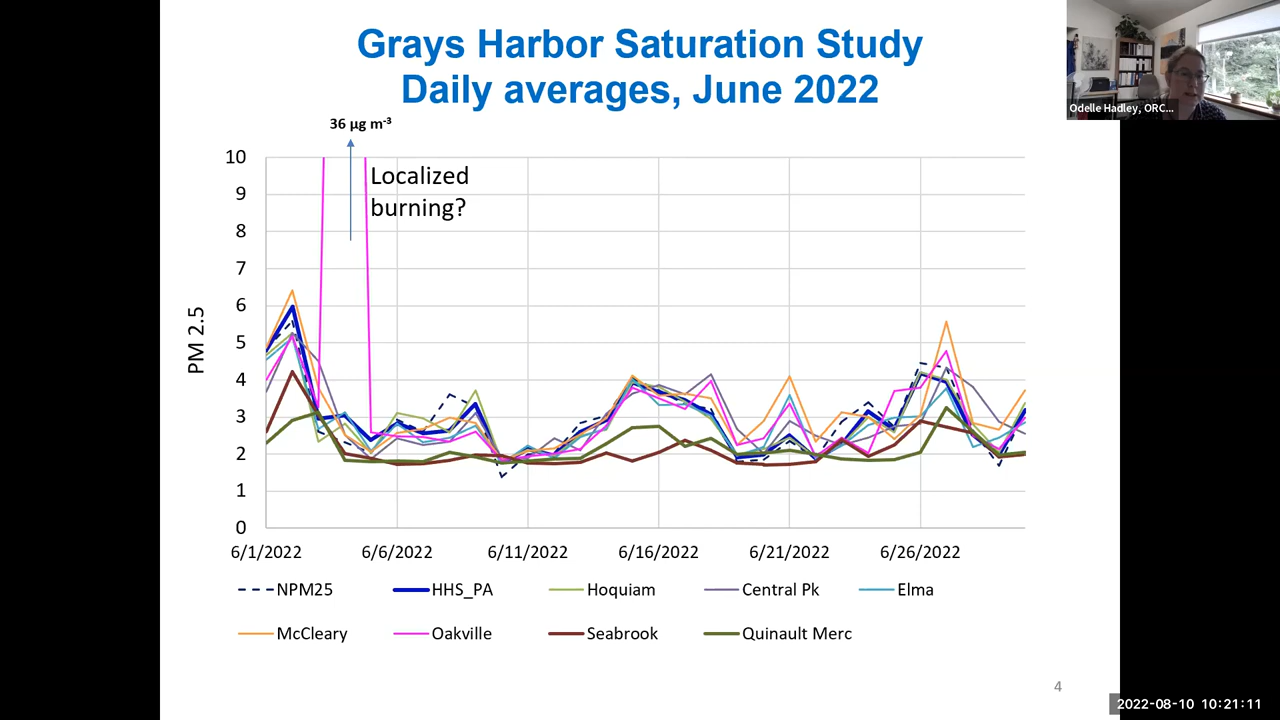 Grays Harbor Saturation Study
Daily averages, June 2022
Odelle Hadley, ORC...
36 µg m⁻³
Localized
burning?
10
9
8
7
6
5
4
3
2
1
0
PM 2.5
6/1/2022 6/6/2022 6/11/2022 6/16/2022 6/21/2022 6/26/2022
NPM25 HHS_PA Hoquiam Central Pk Elma
McCleary Oakville Seabrook Quinault Merc
4
2022-08-10 10:21:11